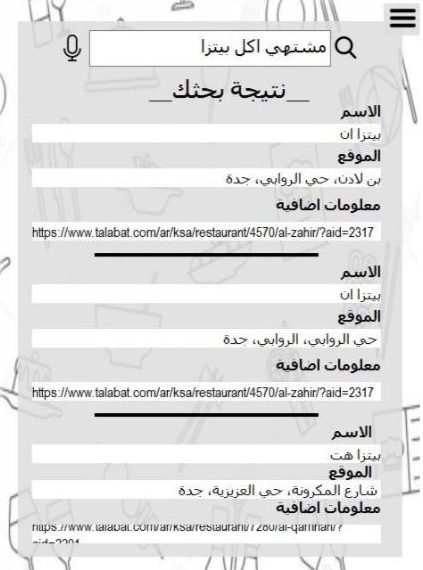 مشتهي اكل بيتزا
__نتيجة بحثك__
الاسم
بيتزا ان
الموقع
بن لادن، حي الروابي، جدة
معلومات اضافية
https://www.talabat.com/ar/ksa/restaurant/4570/al-zahir/?aid=2317
الاسم
بيتزا ان
الموقع
حي الروابي، الروابي، جدة
معلومات اضافية
https://www.talabat.com/ar/ksa/restaurant/4570/al-zahir/?aid=2317
الاسم
بيتزا هت
الموقع
شارع المكرونة، حي العزيزية، جدة
معلومات اضافية
https://www.talabat.com/ar/ksa/restaurant/7280/al-qamhan/?